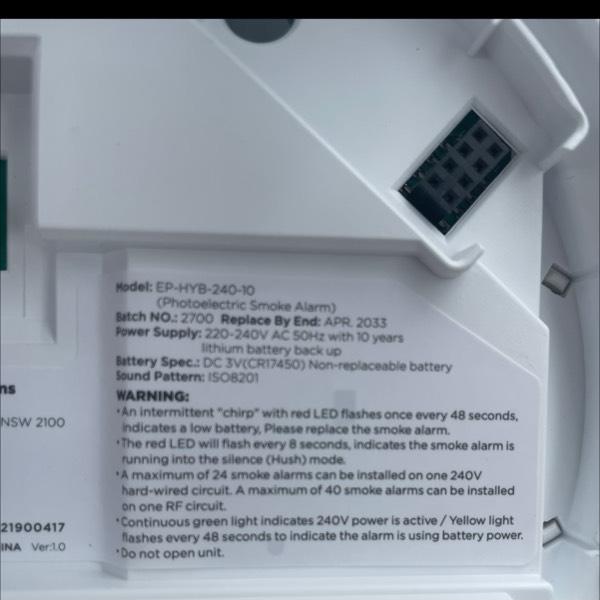 Model: EP-HYB-240-10
(Photoelectric Smoke Alarm)
Batch NO.: 2700 Replace By End: APR. 2033
Power Supply: 220-240V AC 50Hz with 10 years
lithium battery back up
Battery Spec.: DC 3V(CR17450) Non-replaceable battery
Sound Pattern: ISO8201
WARNING:
•An intermittent "chirp" with red LED flashes once every 48 seconds,
indicates a low battery, Please replace the smoke alarm.
•The red LED will flash every 8 seconds, indicates the smoke alarm is
running into the silence (Hush) mode.
•A maximum of 24 smoke alarms can be installed on one 240V
hard-wired circuit. A maximum of 40 smoke alarms can be installed
on one RF circuit.
•Continuous green light indicates 240V power is active / Yellow light
flashes every 48 seconds to indicate the alarm is using battery power.
•Do not open unit.
ns
NSW 2100
21900417
INA Ver:1.0